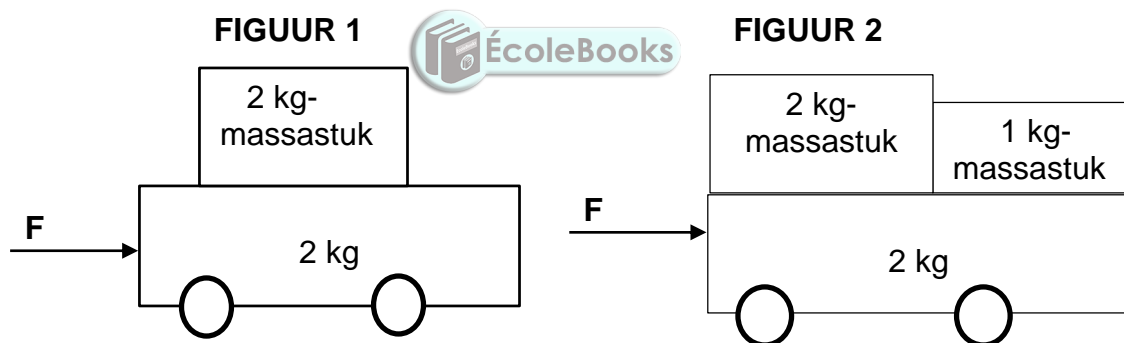 FIGUUR 1
ÉcoleBooks
FIGUUR 2
2 kg-
massastuk
F
2 kg
2 kg-
massastuk
1 kg-
massastuk
F
2 kg